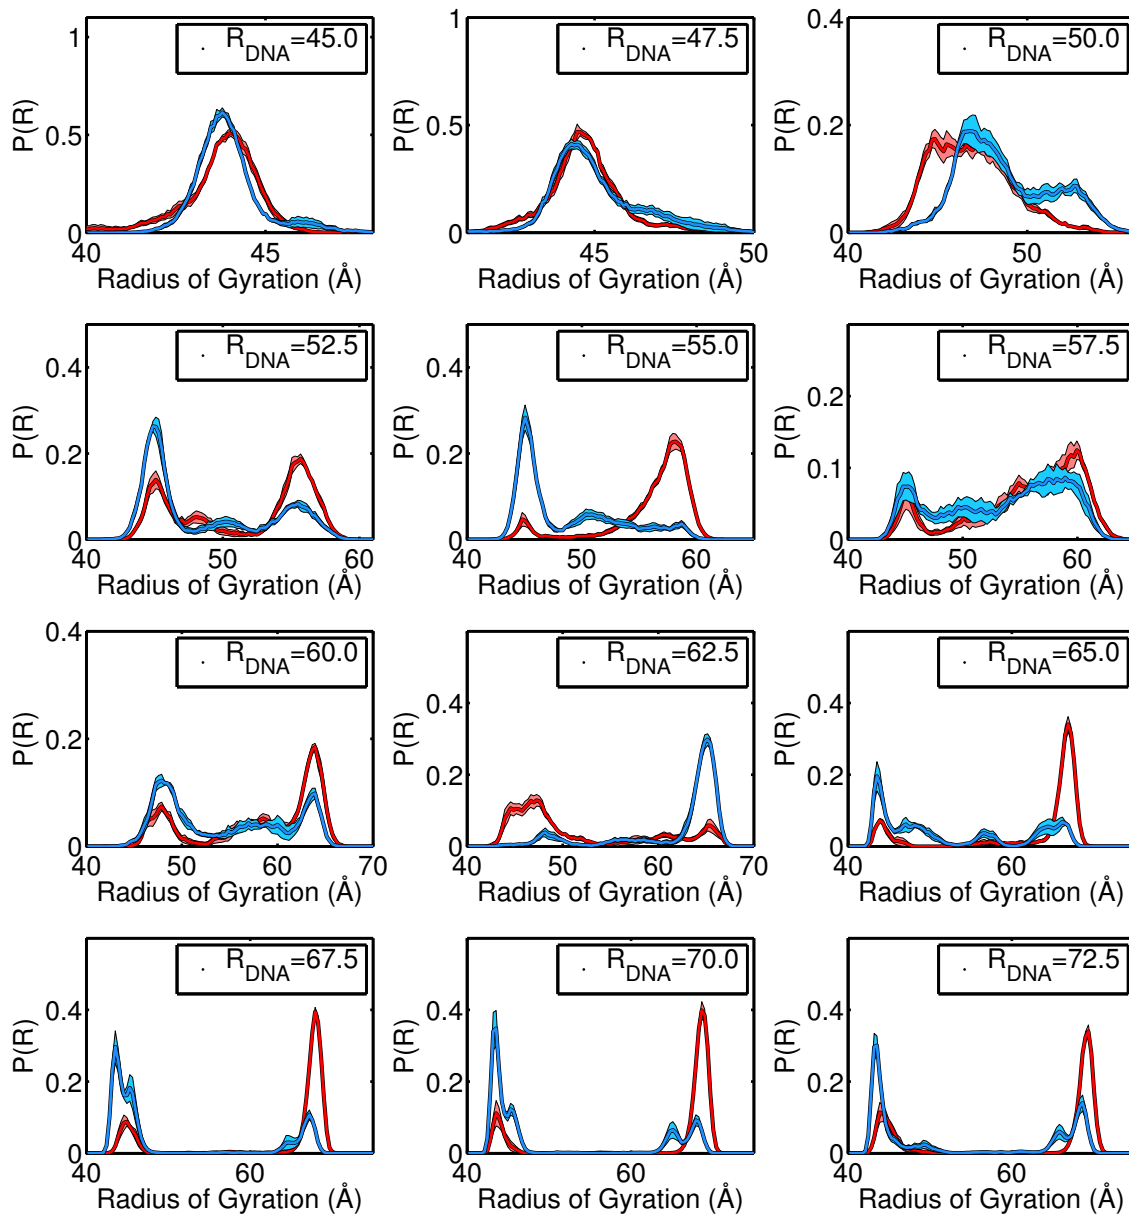 R_DNA=45.0
1
0.5
0
P(R)
40
45
Radius of Gyration (Å)
R_DNA=47.5
1
0.5
0
P(R)
45
50
Radius of Gyration (Å)
R_DNA=50.0
0.4
0.2
0
P(R)
40
50
Radius of Gyration (Å)
R_DNA=52.5
0.4
0.2
0
P(R)
40
50
60
Radius of Gyration (Å)
R_DNA=55.0
0.4
0.2
0
P(R)
40
50
60
Radius of Gyration (Å)
R_DNA=57.5
0.2
0.1
0
P(R)
40
50
60
Radius of Gyration (Å)
R_DNA=60.0
0.4
0.2
0
P(R)
40
50
60
70
Radius of Gyration (Å)
R_DNA=62.5
0.4
0.2
0
P(R)
40
50
60
70
Radius of Gyration (Å)
R_DNA=65.0
0.4
0.2
0
P(R)
40
60
Radius of Gyration (Å)
R_DNA=67.5
0.4
0.2
0
P(R)
40
60
Radius of Gyration (Å)
R_DNA=70.0
0.4
0.2
0
P(R)
40
60
Radius of Gyration (Å)
R_DNA=72.5
0.4
0.2
0
P(R)
40
60
Radius of Gyration (Å)